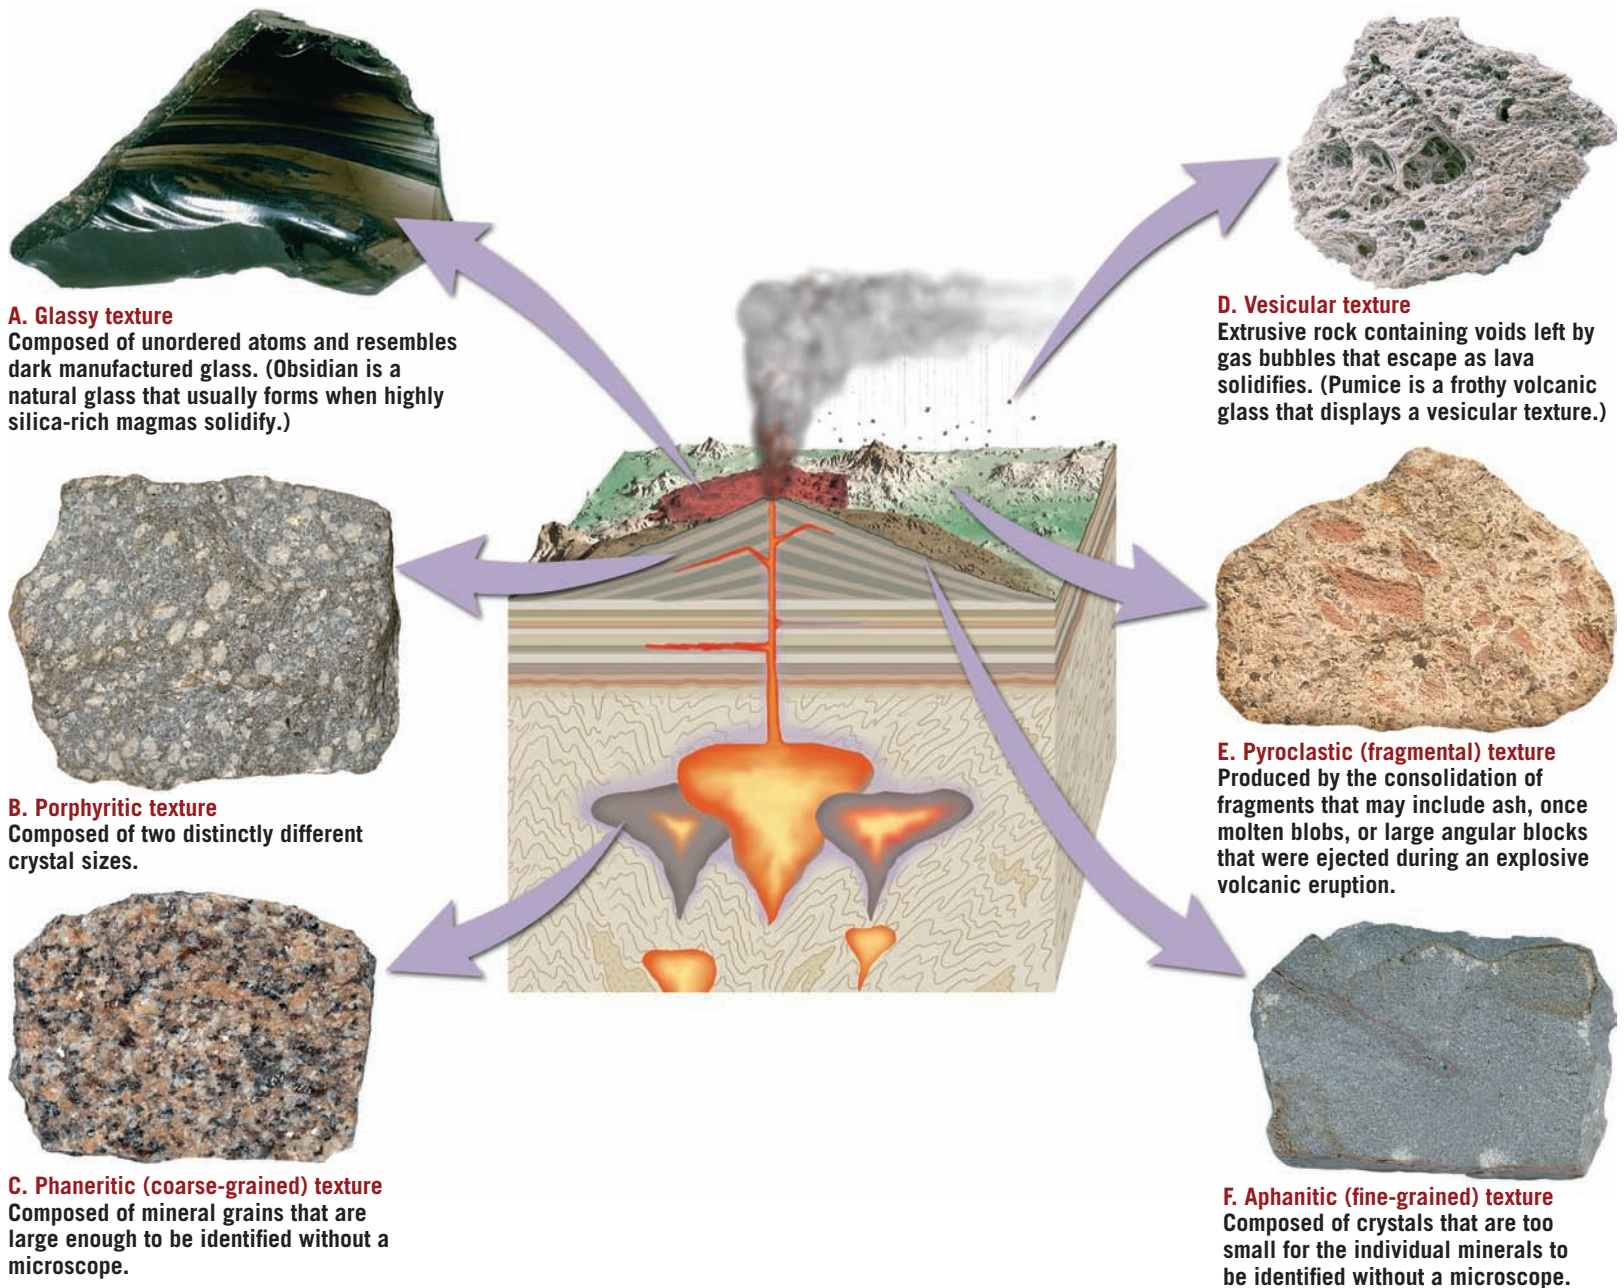 A. Glassy texture
Composed of unordered atoms and resembles
dark manufactured glass. (Obsidian is a
natural glass that usually forms when highly
silica-rich magmas solidify.)
B. Porphyritic texture
Composed of two distinctly different
crystal sizes.
C. Phaneritic (coarse-grained) texture
Composed of mineral grains that are
large enough to be identified without a
microscope.
D. Vesicular texture
Extrusive rock containing voids left by
gas bubbles that escape as lava
solidifies. (Pumice is a frothy volcanic
glass that displays a vesicular texture.)
E. Pyroclastic (fragmental) texture
Produced by the consolidation of
fragments that may include ash, once
molten blobs, or large angular blocks
that were ejected during an explosive
volcanic eruption.
F. Aphanitic (fine-grained) texture
Composed of crystals that are too
small for the individual minerals to
be identified without a microscope.